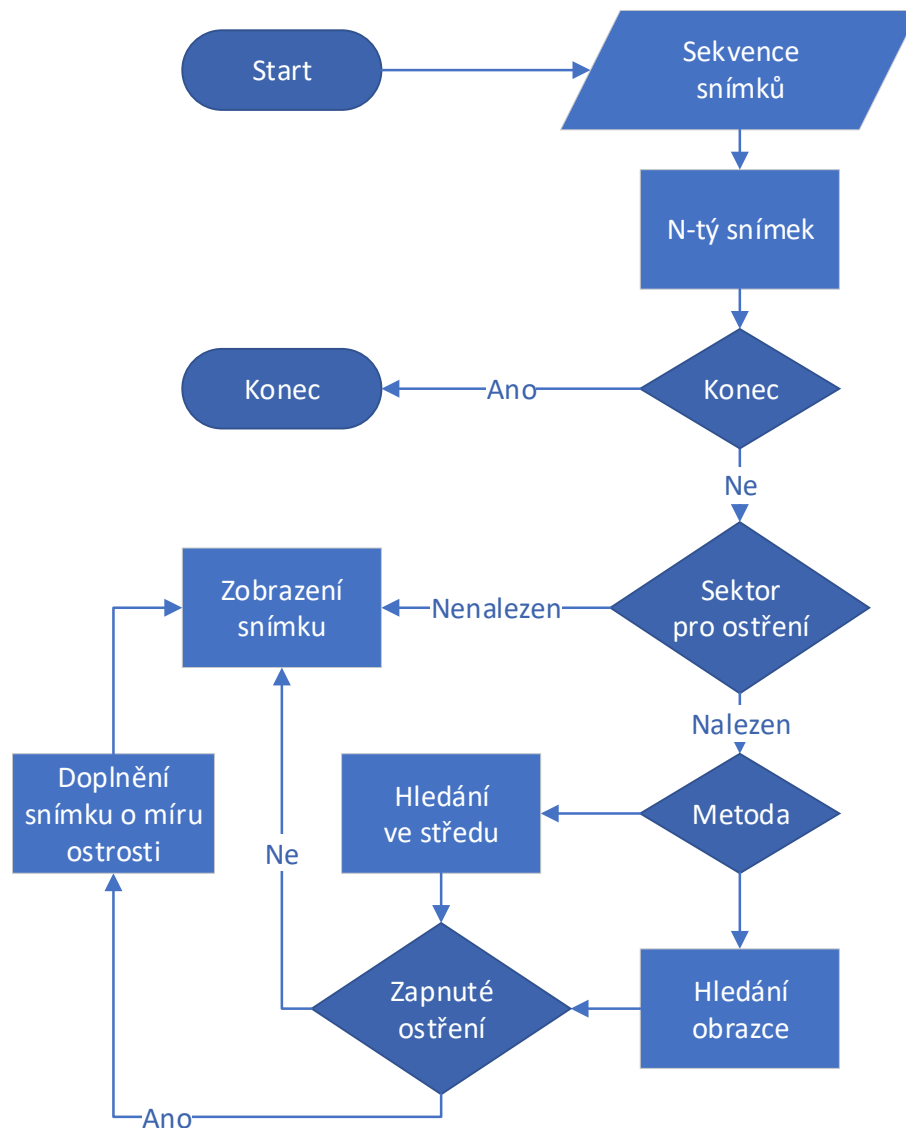 Start
Sekvence
snímků
N-tý snímek
Konec
Ano
Konec
Ne
Zobrazení
snímku
Nenalezen
Sektor
pro ostření
Nalezen
Doplnění
snímku o míru
ostrosti
Hledání
ve středu
Metoda
Ne
Zapnuté
ostření
Hledání
obrazce
Ano